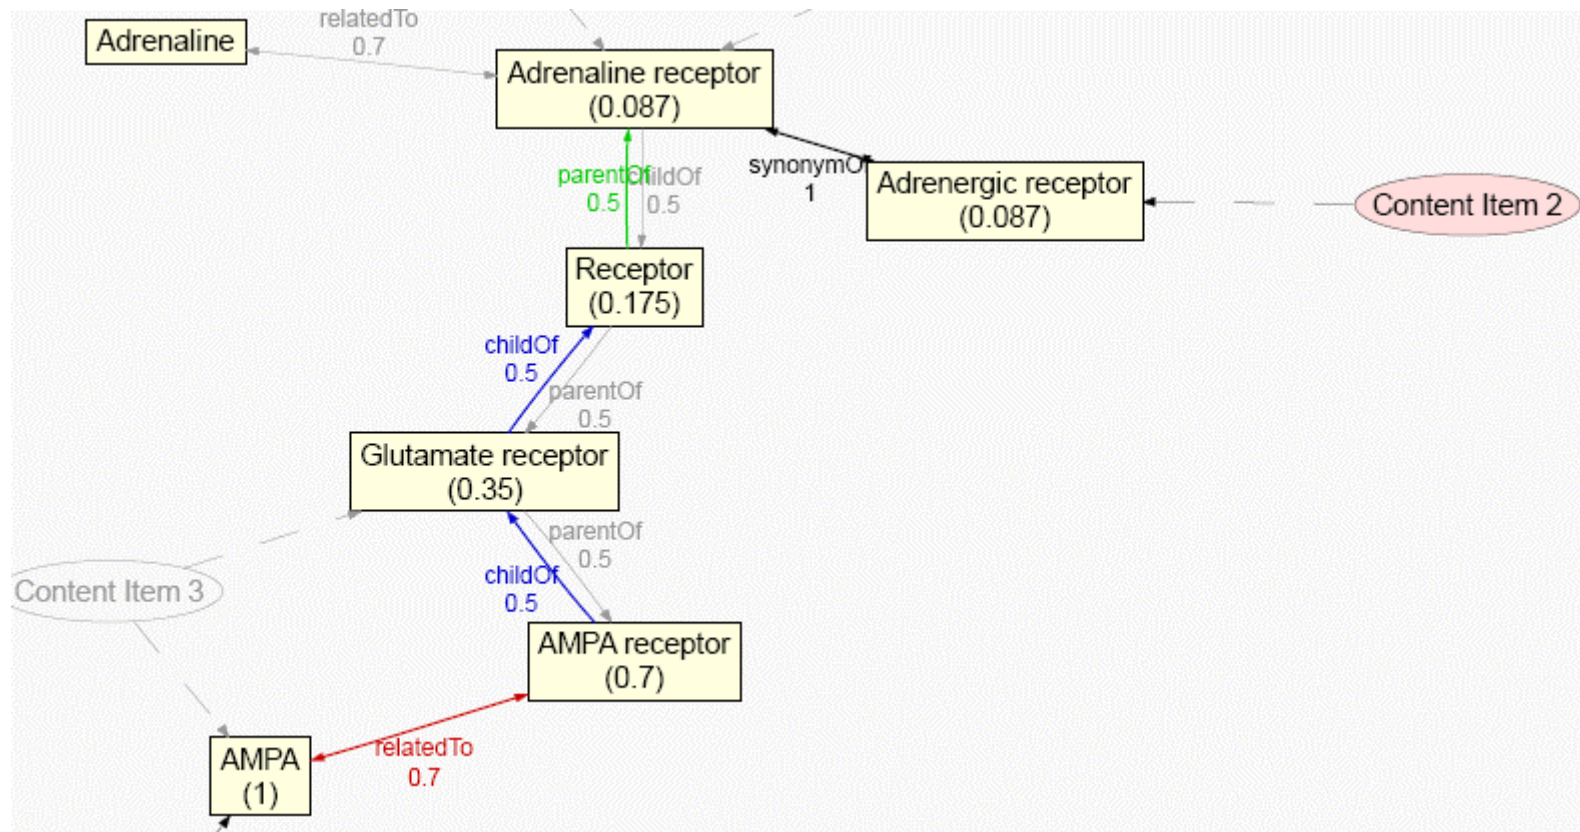 relatedTo
0.7
Adrenaline
Adrenaline receptor
(0.087)
synonymOf
1
Adrenergic receptor
(0.087)
Content Item 2
parentOf
0.5
childOf
0.5
Receptor
(0.175)
childOf
0.5
parentOf
0.5
Glutamate receptor
(0.35)
parentOf
0.5
childOf
0.5
Content Item 3
AMPA receptor
(0.7)
relatedTo
0.7
AMPA
(1)